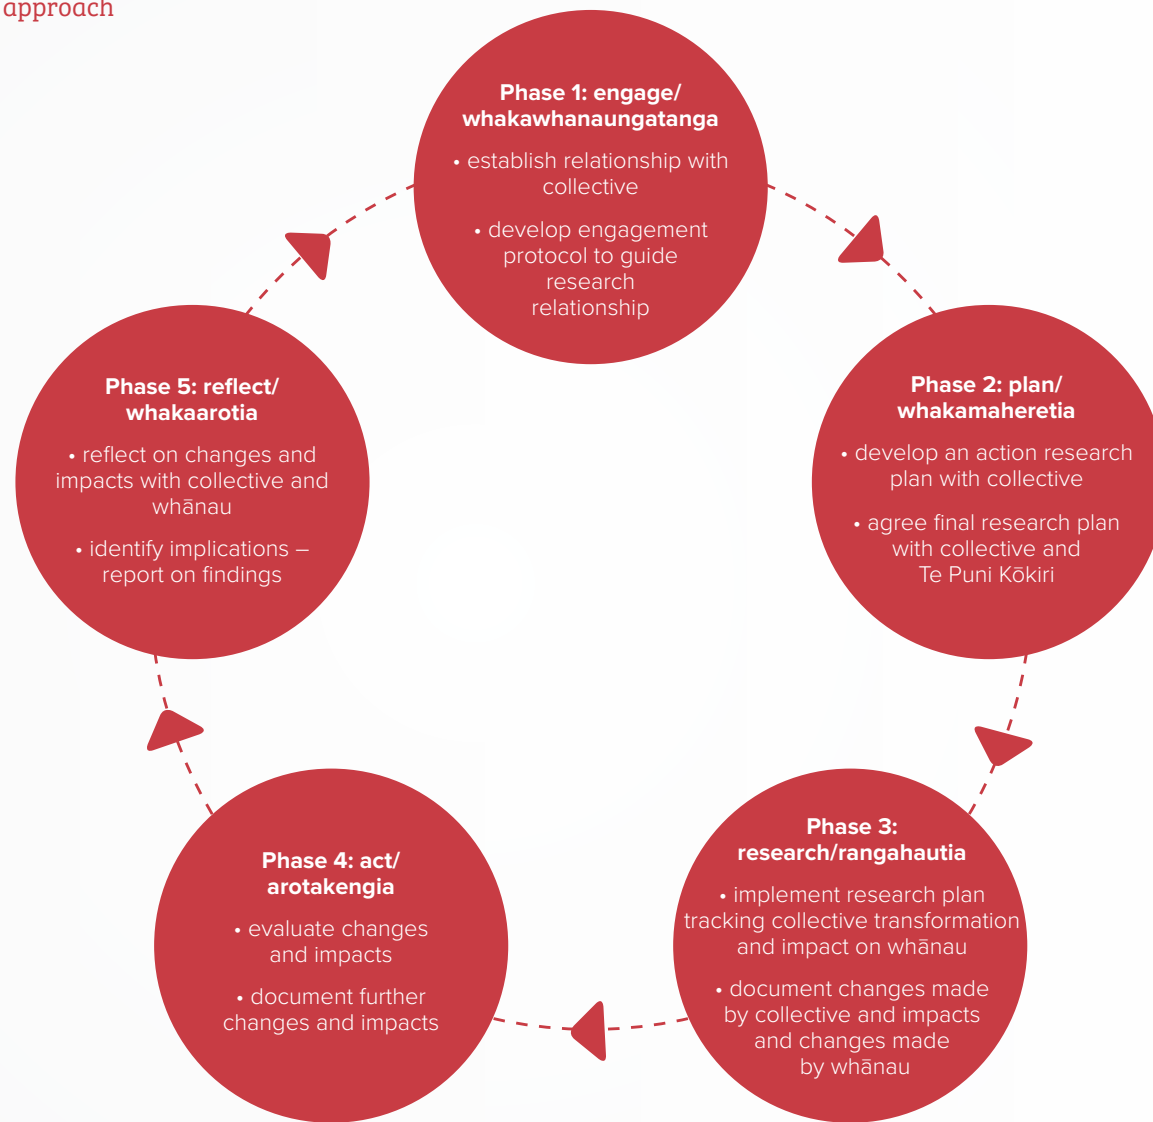 approach
Phase 1: engage/
whakawhanaungatanga
• establish relationship with
collective
• develop engagement
protocol to guide
research
relationship
Phase 2: plan/
whakamaheretia
• develop an action research
plan with collective
• agree final research plan
with collective and
Te Puni Kōkiri
Phase 3:
research/rangahautia
• implement research plan
tracking collective transformation
and impact on whānau
• document changes made
by collective and impacts
and changes made
by whānau
Phase 4: act/
arotakengia
• evaluate changes
and impacts
• document further
changes and impacts
Phase 5: reflect/
whakaarotia
• reflect on changes and
impacts with collective and
whānau
• identify implications –
report on findings